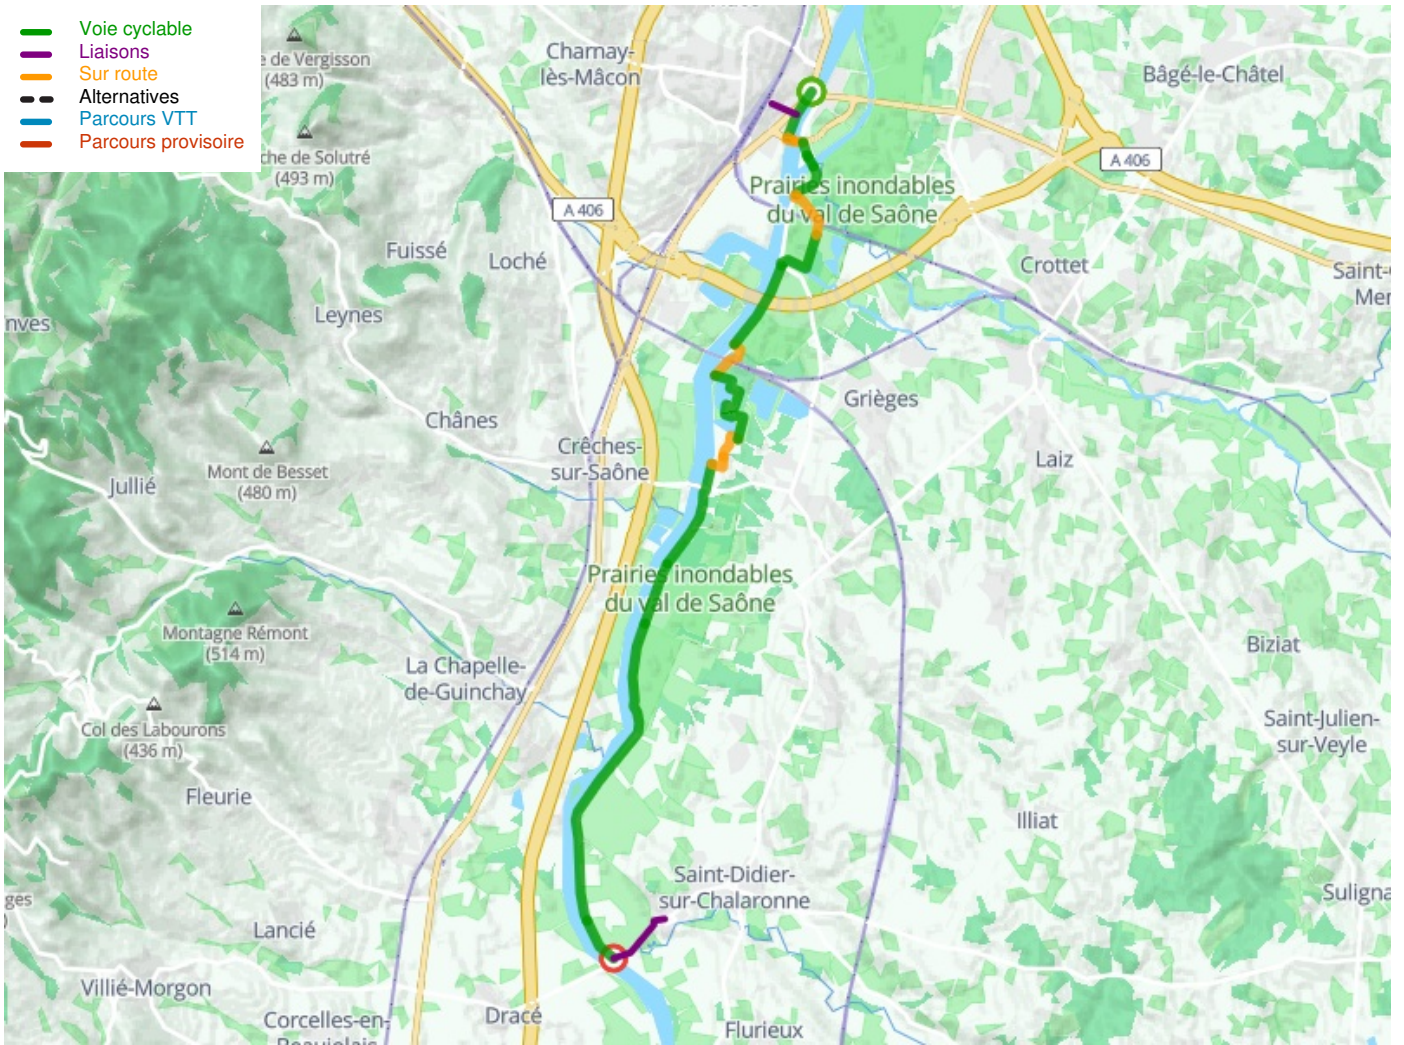 Voie cyclable
Liaisons
Sur route
Alternatives
Parcours VTT
Parcours provisoire
e de Vergisson
(483 m)
Charnay-
lès-Mâcon
Bâgé-le-Châtel
che de Solutré
(493 m)
A 406
Prairies inondables
du val de Saône
A 406
Fuissé
Loché
Crottet
Saint-
Mer
Leynes
nves
Grièges
Chânes
Crêches-
sur-Saône
Laiz
Mont de Besset
(480 m)
Jullié
Prairies inondables
du val de Saône
Montagne Rémont
(514 m)
Biziat
La Chapelle-
de-Guinchay
Saint-Julien-
sur-Veyle
Col des Labourons
(436 m)
Fleurie
Illiat
Saint-Didier-
sur-Chalaronne
Suligna
ges
)
Lancié
Villié-Morgon
Dracé
Corcelles-en-
Beaujolais
Flurieux